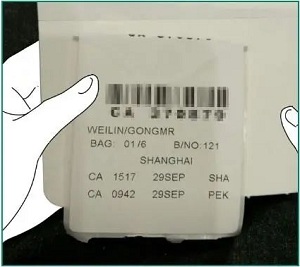 WEILIN/GONGMR
BAG: 01/6 B/NO:121
SHANGHAI
CA 1517 29SEP SHA
CA 0942 29SEP PEK